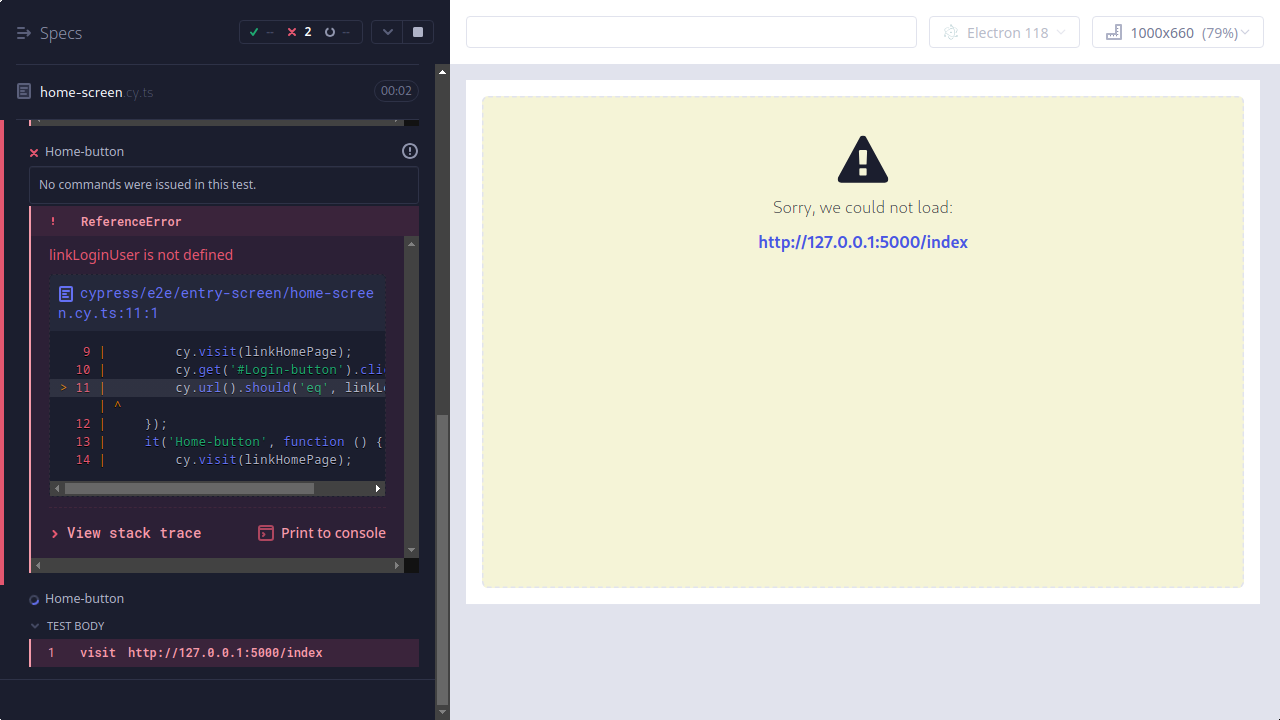 Specs
-- 2 --
Electron 118
1000x660 (79%)
home-screen.cy.ts
00:02
Home-button
No commands were issued in this test.
! ReferenceError
linkLoginUser is not defined
cypress/e2e/entry-screen/home-scree
n.cy.ts:11:1
9 | cy.visit(linkHomePage);
10 | cy.get('#Login-button').clic
> 11 | cy.url().should('eq', linkLo
| ^
12 | });
13 | it('Home-button', function () {
14 | cy.visit(linkHomePage);
View stack trace
Print to console
Home-button
TEST BODY
1 visit http://127.0.0.1:5000/index
Sorry, we could not load:
http://127.0.0.1:5000/index